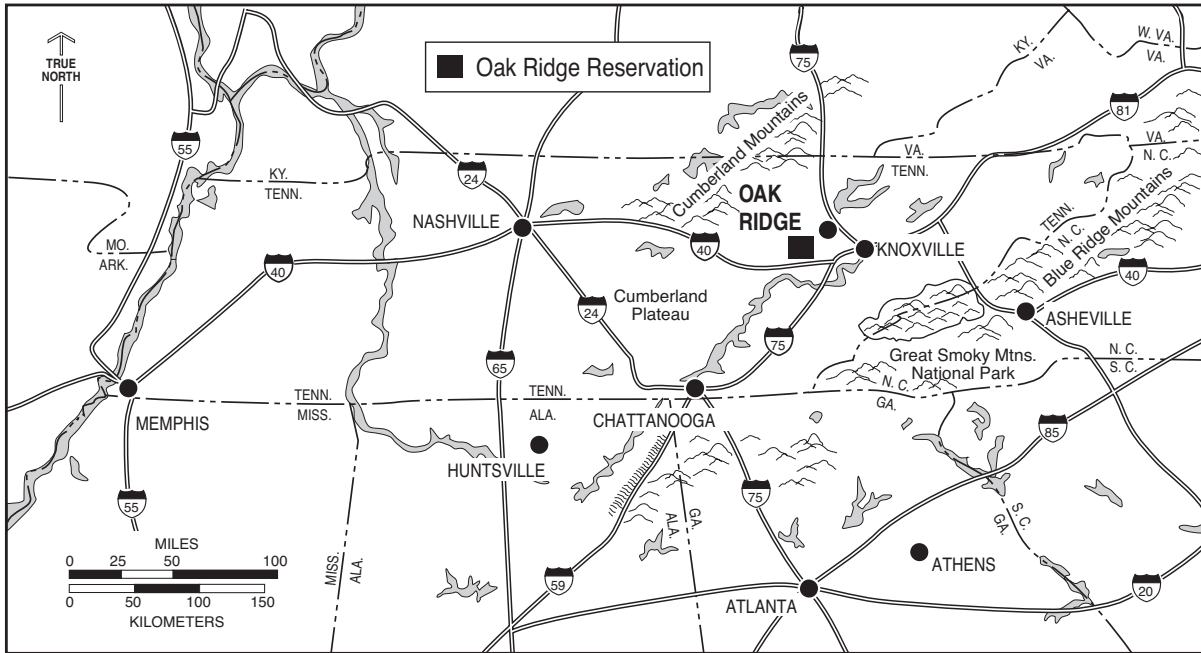 TRUE
NORTH
Oak Ridge Reservation
KY.
VA.
W. VA.
VA.
75
81
55
Cumberland Mountains
VA.
TENN.
VA.
N. C.
KY.
TENN.
24
OAK
RIDGE
NASHVILLE
40
KNOXVILLE
TENN.
N. C.
Blue Ridge Mountains
MO.
ARK.
40
40
Cumberland
Plateau
24
ASHEVILLE
75
65
Great Smoky Mtns.
National Park
N. C.
S. C.
N. C.
GA.
TENN.
MISS.
TENN.
ALA.
MEMPHIS
CHATTANOOGA
85
HUNTSVILLE
55
75
GA.
ALA.
S. C.
GA.
MILES
0 25 50 100
0 50 100 150
KILOMETERS
MISS.
ALA.
59
ATHENS
ATLANTA
20